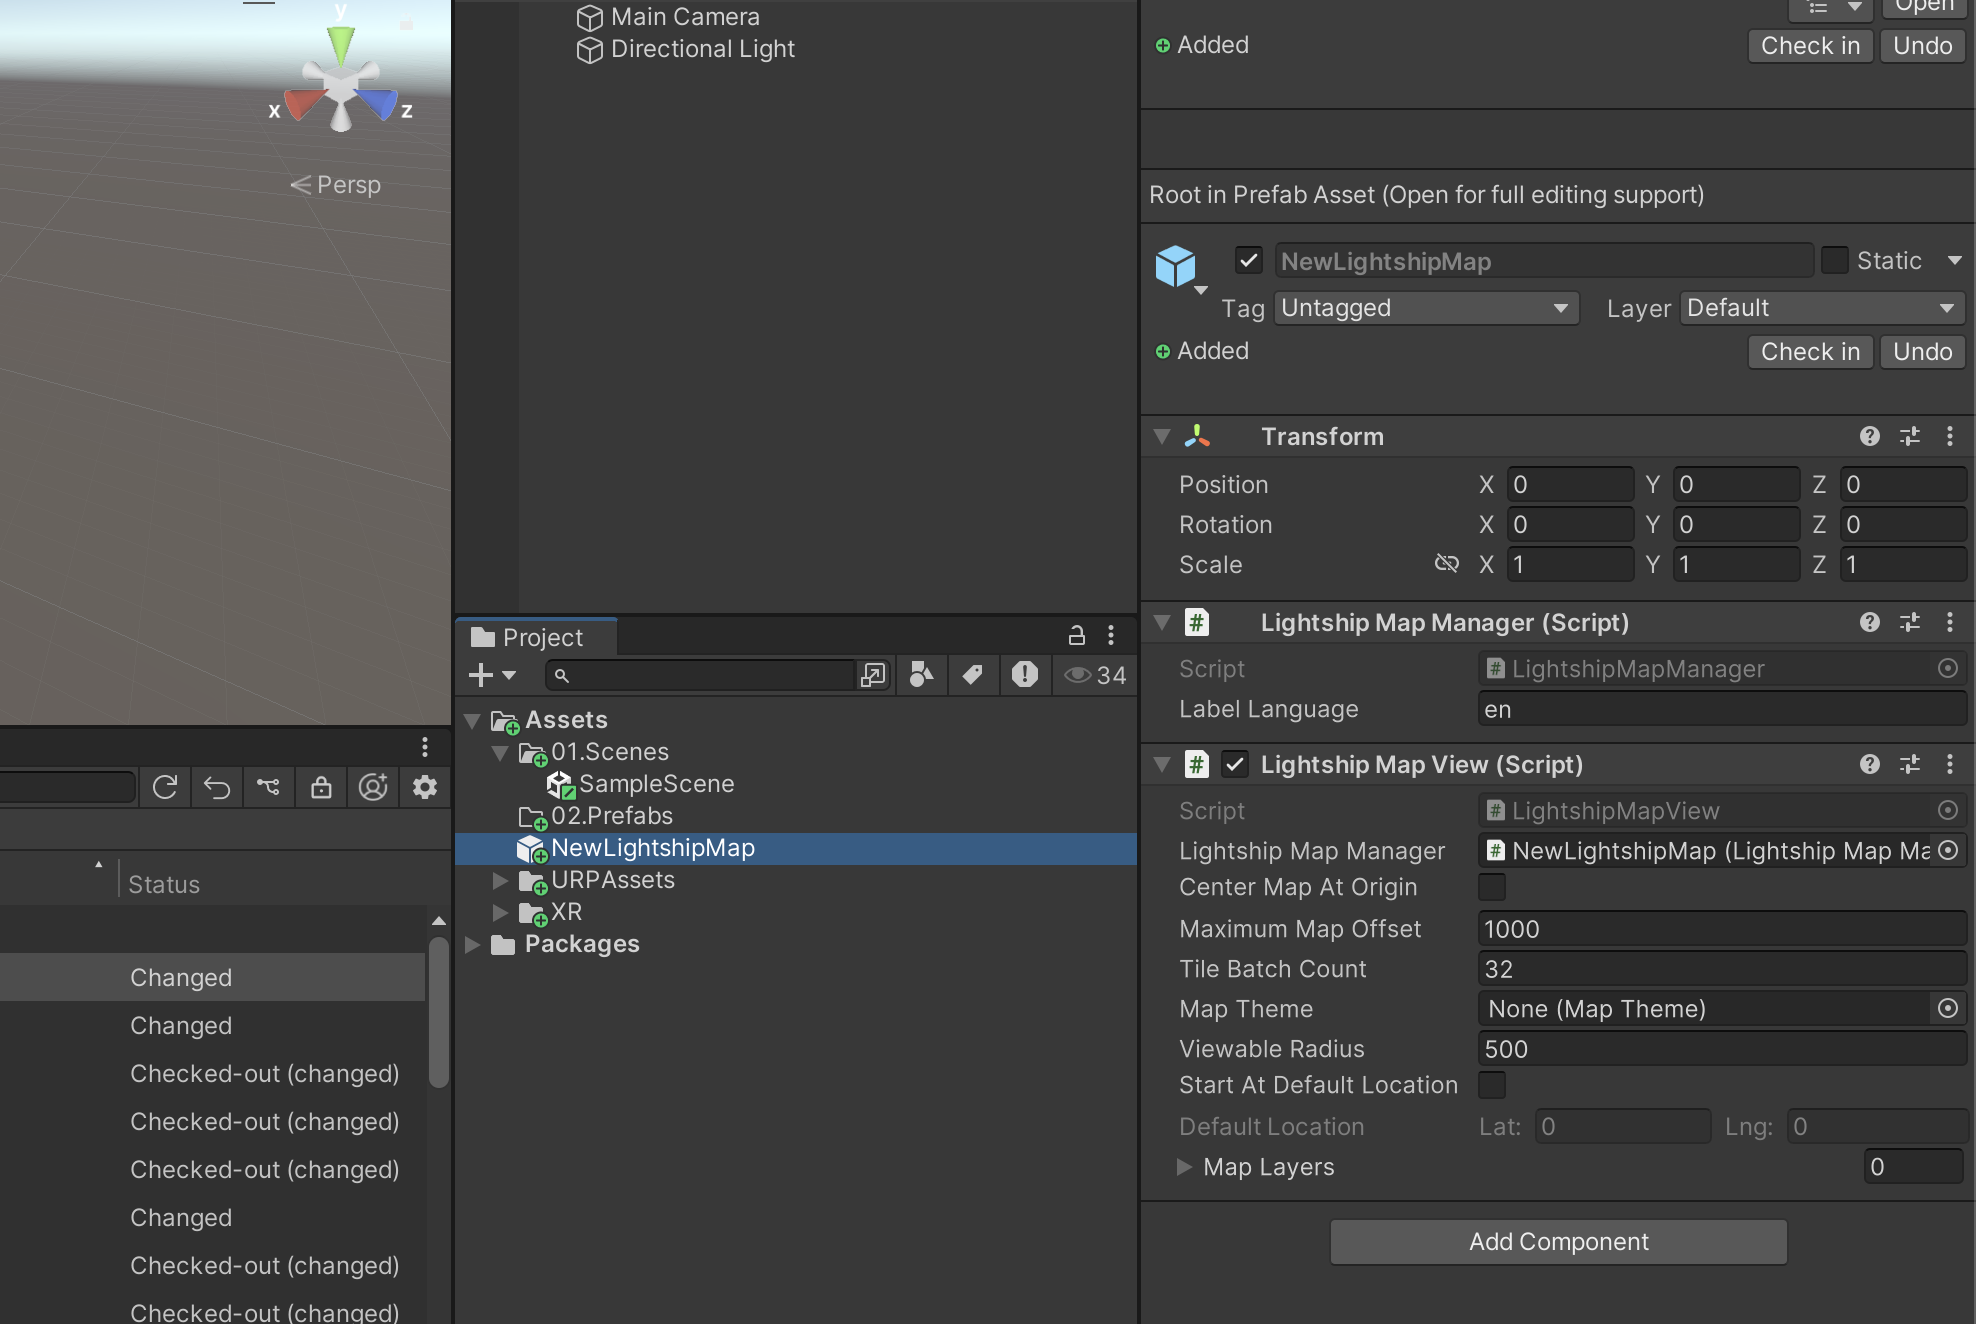 y
x
z
Persp
Status
Changed
Changed
Checked-out (changed)
Checked-out (changed)
Checked-out (changed)
Changed
Checked-out (changed)
Checked-out (changed)
Main Camera
Directional Light
Project
34
Assets
01.Scenes
SampleScene
02.Prefabs
NewLightshipMap
URPAssets
XR
Packages
Open
Added
Check in
Undo
Root in Prefab Asset (Open for full editing support)
NewLightshipMap
Static
Tag Untagged
Layer Default
Added
Check in
Undo
Transform
Position X 0 Y 0 Z 0
Rotation X 0 Y 0 Z 0
Scale X 1 Y 1 Z 1
# Lightship Map Manager (Script)
Script # LightshipMapManager
Label Language en
# Lightship Map View (Script)
Script # LightshipMapView
Lightship Map Manager # NewLightshipMap (Lightship Map Ma
Center Map At Origin
Maximum Map Offset 1000
Tile Batch Count 32
Map Theme None (Map Theme)
Viewable Radius 500
Start At Default Location
Default Location Lat: 0 Lng: 0
Map Layers 0
Add Component